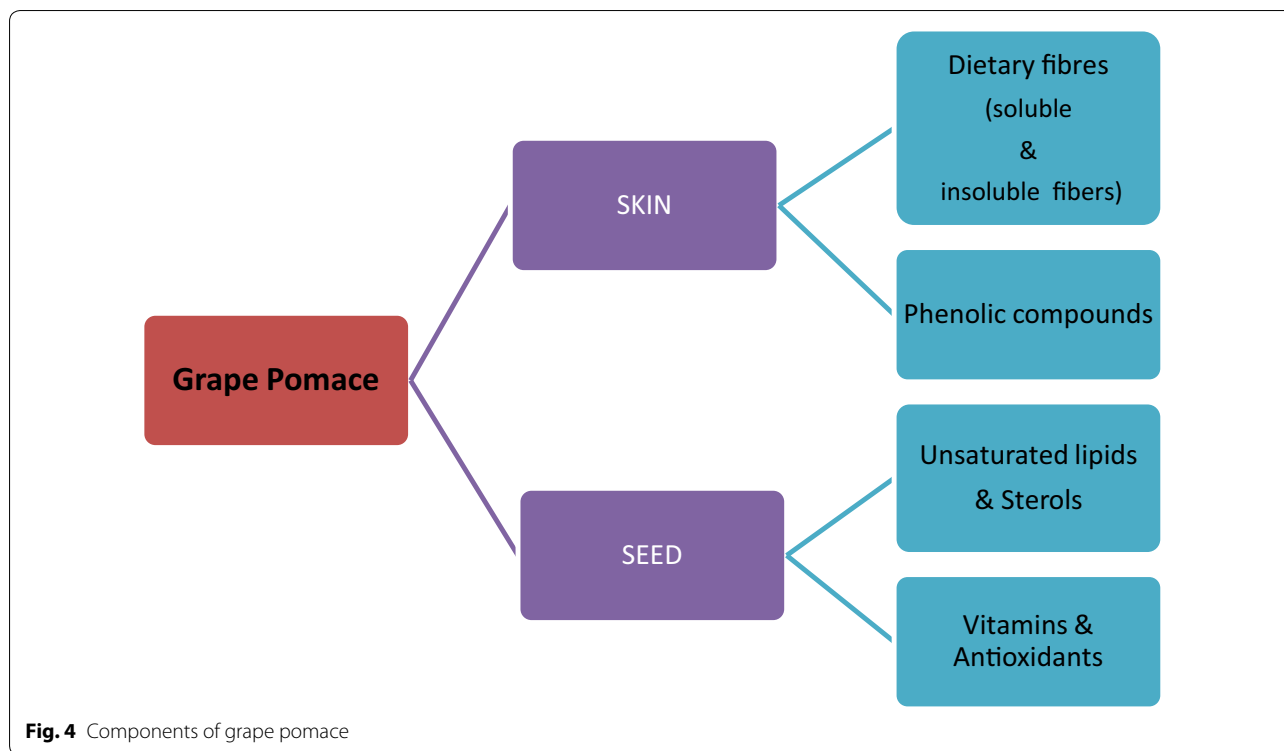 Grape Pomace
SKIN
Dietary fibres
(soluble
&
insoluble fibers)
Phenolic compounds
SEED
Unsaturated lipids
& Sterols
Vitamins &
Antioxidants
Fig. 4 Components of grape pomace